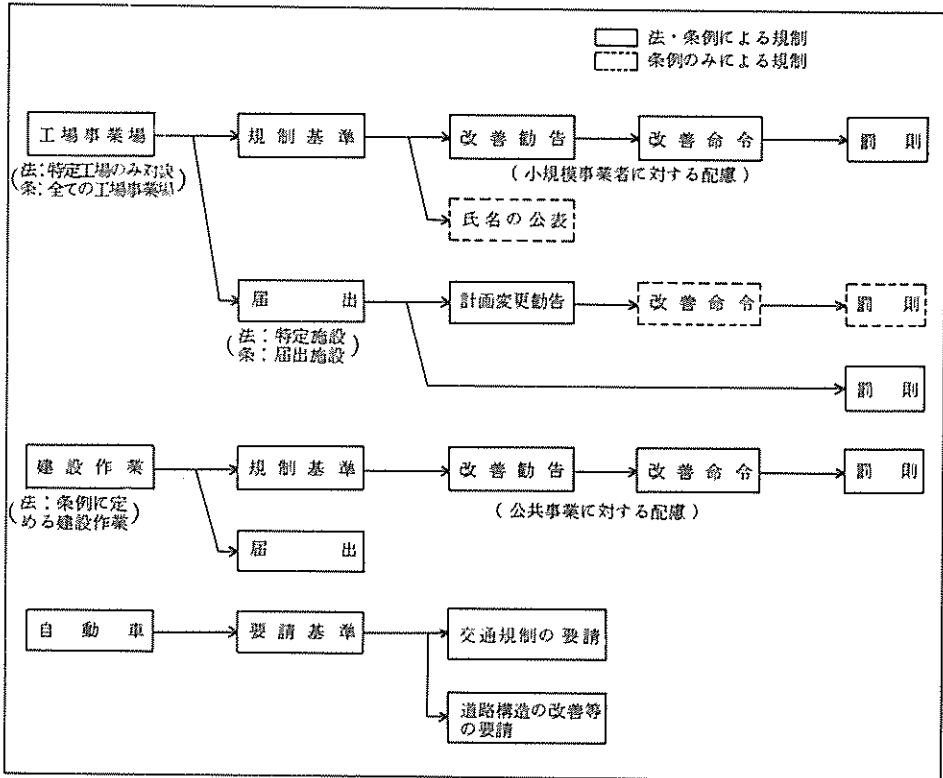 法・条例による規制
条例のみによる規制
工場事業場
規制基準
改善勧告
改善命令
罰則
(法:特定工場のみ対決
条:全ての工場事業場)
(小規模事業者に対する配慮)
氏名の公表
届出
計画変更勧告
改善命令
罰則
(法:特定施設
条:届出施設)
罰則
建設作業
規制基準
改善勧告
改善命令
罰則
(法:条例に定
める建設作業)
(公共事業に対する配慮)
届出
自動車
要請基準
交通規制の要請
道路構造の改善等
の要請